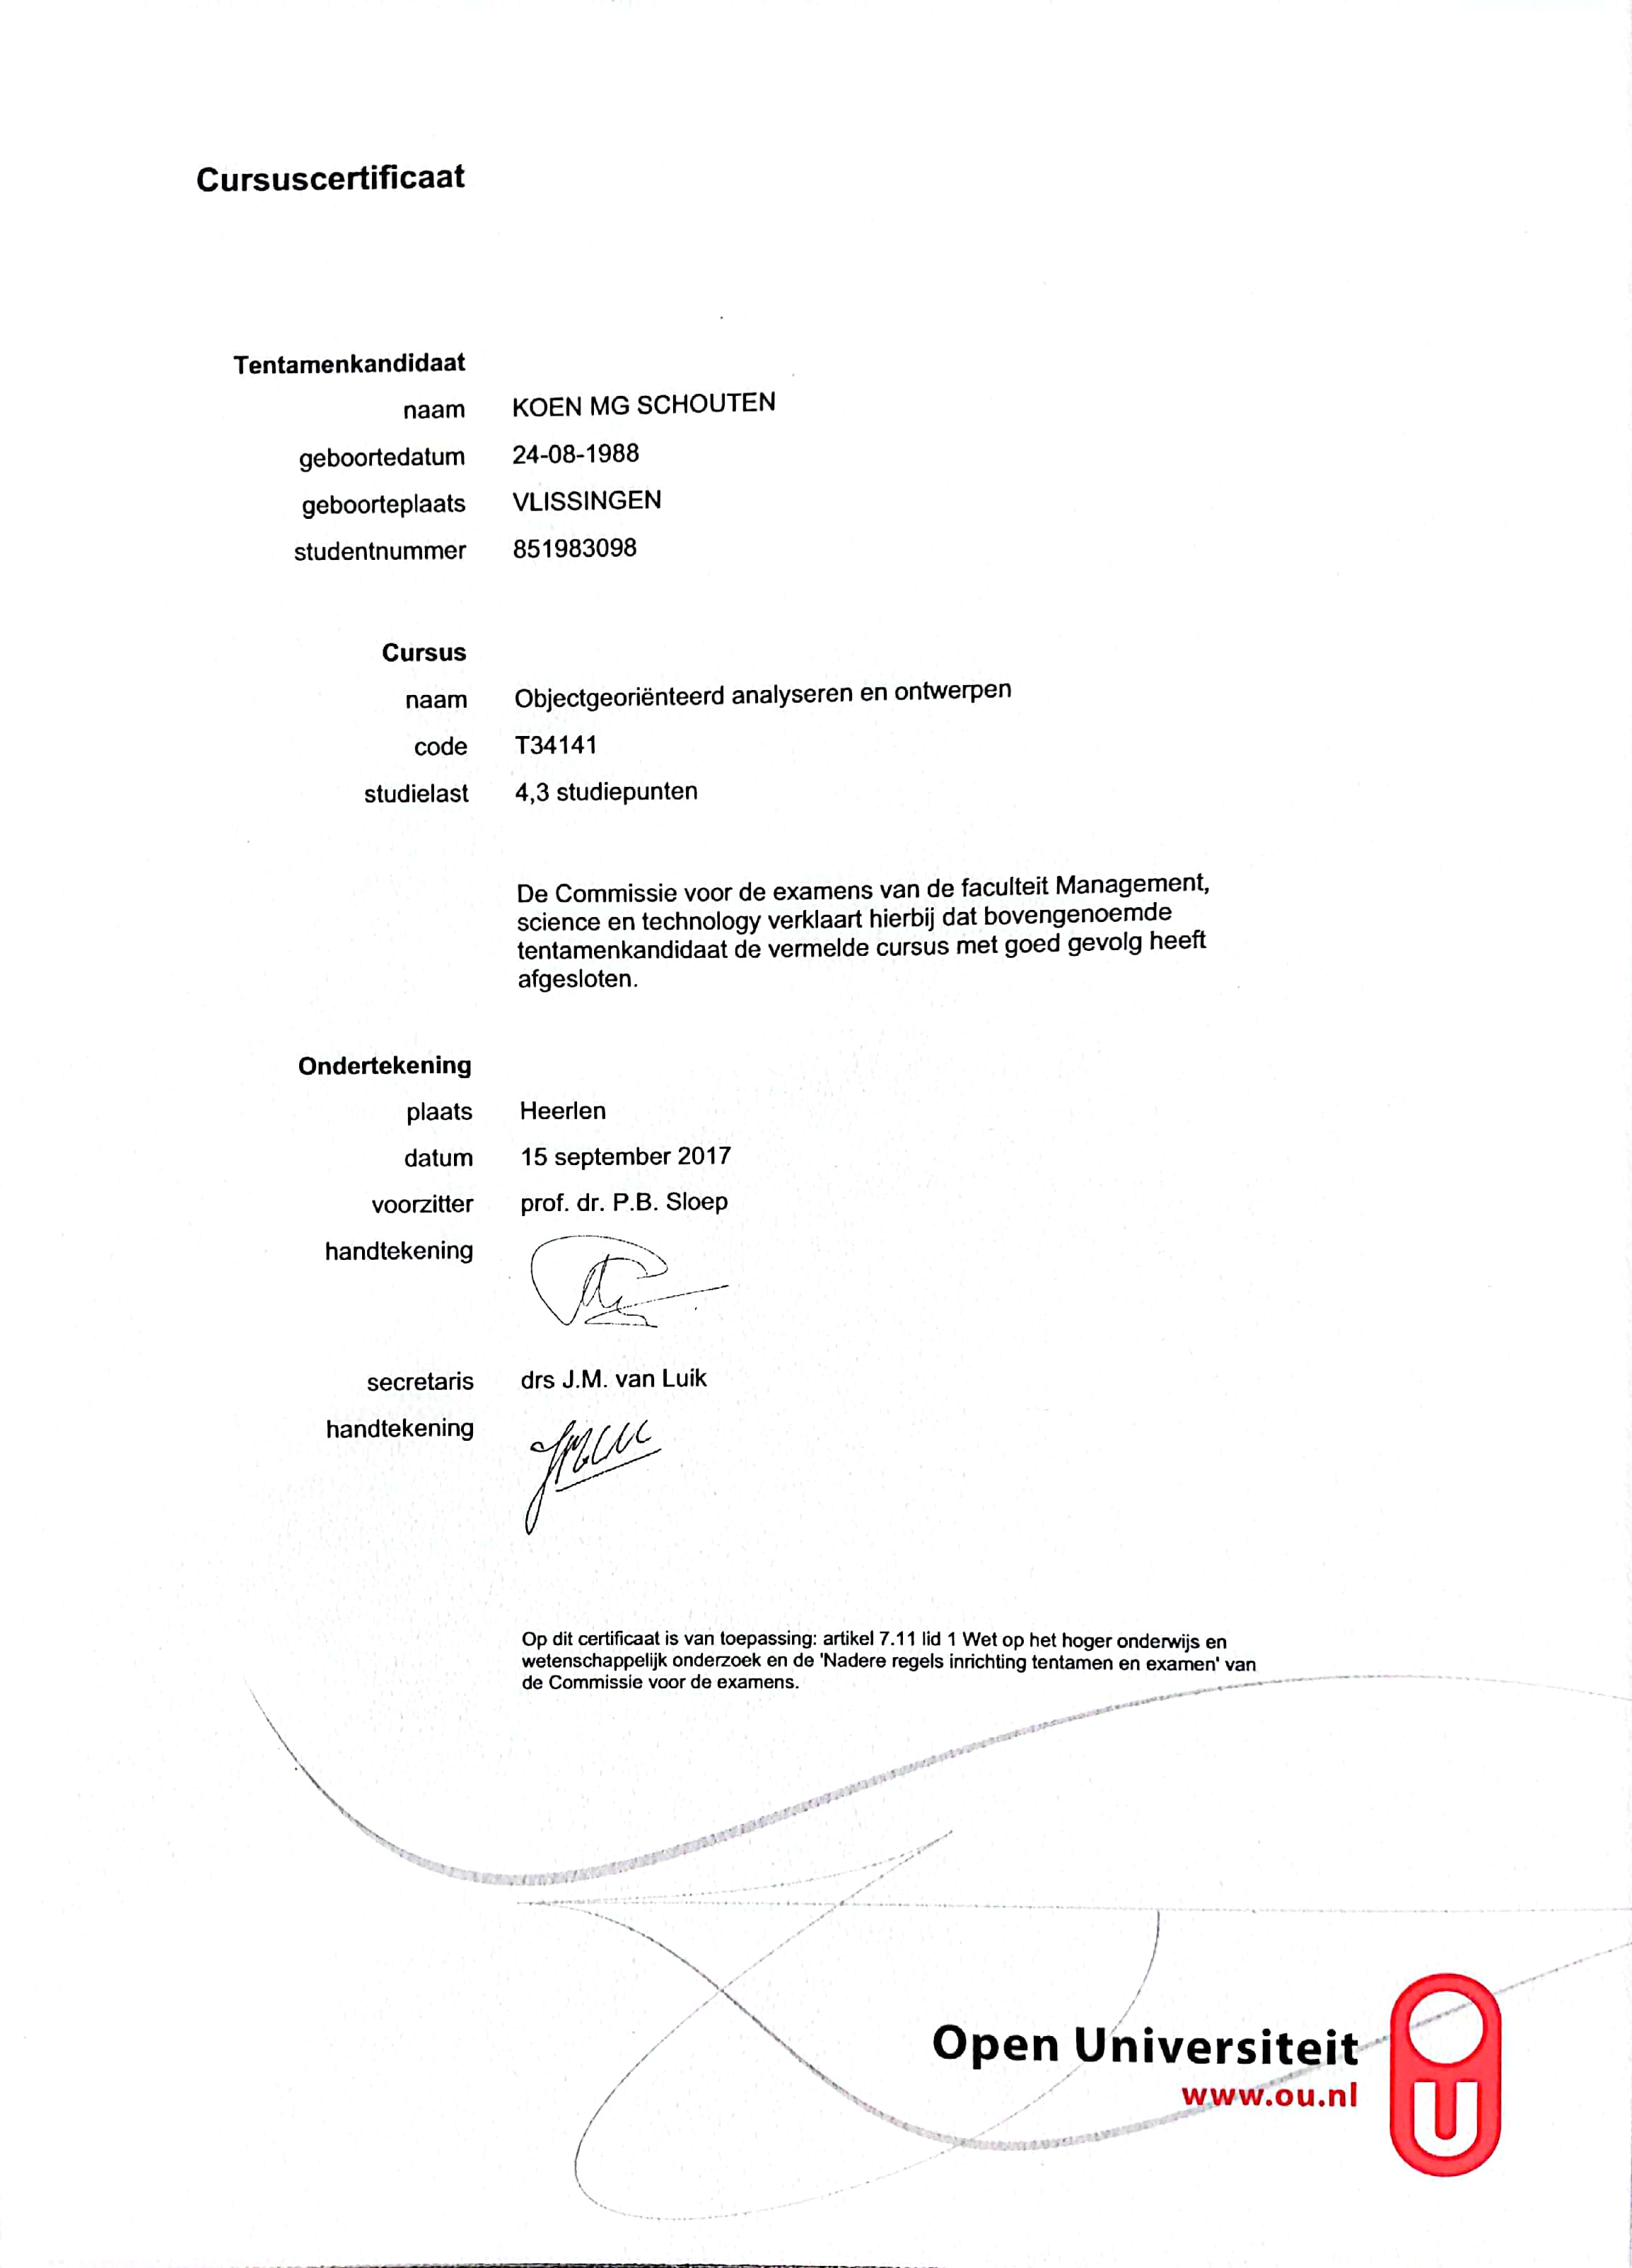 Cursuscertificaat
Tentamenkandidaat
naam KOEN MG SCHOUTEN
geboortedatum 24-08-1988
geboorteplaats VLISSINGEN
studentnummer 851983098
Cursus
naam Objectgeoriënteerd analyseren en ontwerpen
code T34141
studielast 4,3 studiepunten
De Commissie voor de examens van de faculteit Management,
science en technology verklaart hierbij dat bovengenoemde
tentamenkandidaat de vermelde cursus met goed gevolg heeft
afgesloten.
Ondertekening
plaats Heerlen
datum 15 september 2017
voorzitter prof. dr. P.B. Sloep
handtekening
secretaris drs J.M. van Luik
handtekening
Op dit certificaat is van toepassing: artikel 7.11 lid 1 Wet op het hoger onderwijs en
wetenschappelijk onderzoek en de 'Nadere regels inrichting tentamen en examen' van
de Commissie voor de examens.
Open Universiteit
www.ou.nl